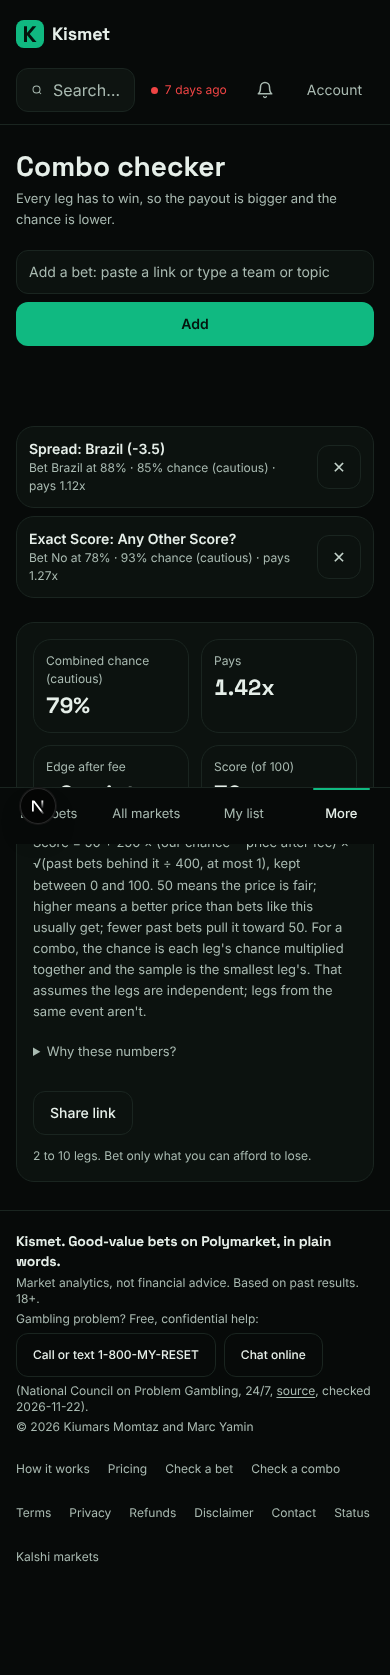 Kismet
Search...
7 days ago
Account
Combo checker
Every leg has to win, so the payout is bigger and the
chance is lower.
Add a bet: paste a link or type a team or topic
Add
Spread: Brazil (-3.5)
Bet Brazil at 88% · 85% chance (cautious) ·
pays 1.12x
✕
Exact Score: Any Other Score?
Bet No at 78% · 93% chance (cautious) · pays
1.27x
✕
Combined chance
(cautious)
79%
Pays
1.42x
Edge after fee
Score (of 100)
bets
All markets
My list
More
√(past bets behind it ÷ 400, at most 1), kept
between 0 and 100. 50 means the price is fair;
higher means a better price than bets like this
usually get; fewer past bets pull it toward 50. For a
combo, the chance is each leg's chance multiplied
together and the sample is the smallest leg's. That
assumes the legs are independent; legs from the
same event aren't.
▶ Why these numbers?
Share link
2 to 10 legs. Bet only what you can afford to lose.
Kismet. Good-value bets on Polymarket, in plain
words.
Market analytics, not financial advice. Based on past results.
18+.
Gambling problem? Free, confidential help:
Call or text 1-800-MY-RESET
Chat online
(National Council on Problem Gambling, 24/7, source, checked
2026-11-22).
© 2026 Kiumars Momtaz and Marc Yamin
How it works Pricing Check a bet Check a combo
Terms Privacy Refunds Disclaimer Contact Status
Kalshi markets